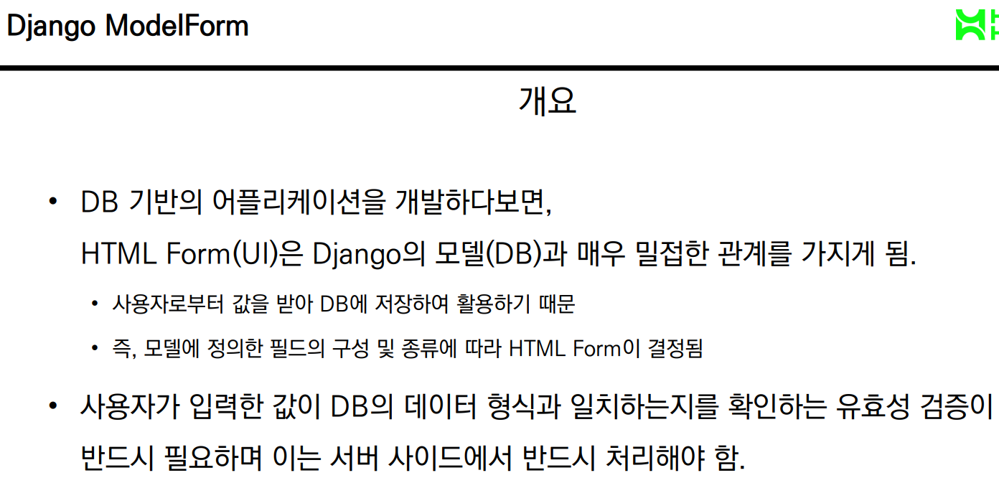 Django ModelForm
개요
• DB 기반의 어플리케이션을 개발하다보면,
HTML Form(UI)은 Django의 모델(DB)과 매우 밀접한 관계를 가지게 됨.
• 사용자로부터 값을 받아 DB에 저장하여 활용하기 때문
• 즉, 모델에 정의한 필드의 구성 및 종류에 따라 HTML Form이 결정됨
• 사용자가 입력한 값이 DB의 데이터 형식과 일치하는지를 확인하는 유효성 검증이
반드시 필요하며 이는 서버 사이드에서 반드시 처리해야 함.